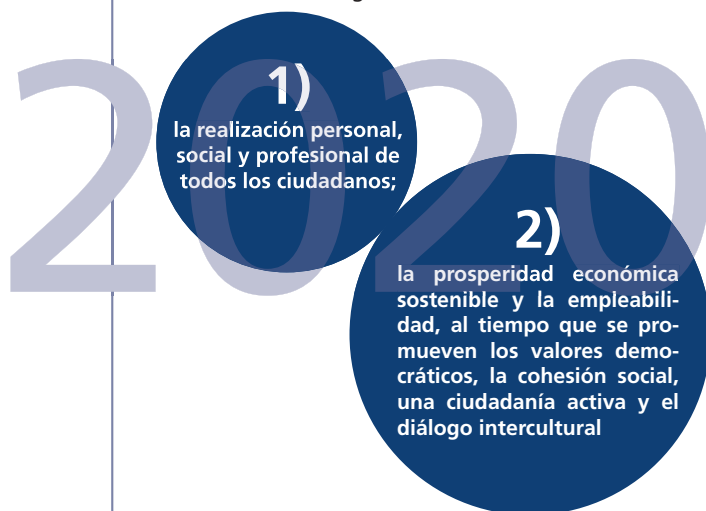 2020
1)
la realización personal,
social y profesional de
todos los ciudadanos;
2)
la prosperidad económica
sostenible y la empleabili-
dad, al tiempo que se pro-
mueven los valores demo-
cráticos, la cohesión social,
una ciudadanía activa y el
diálogo intercultural